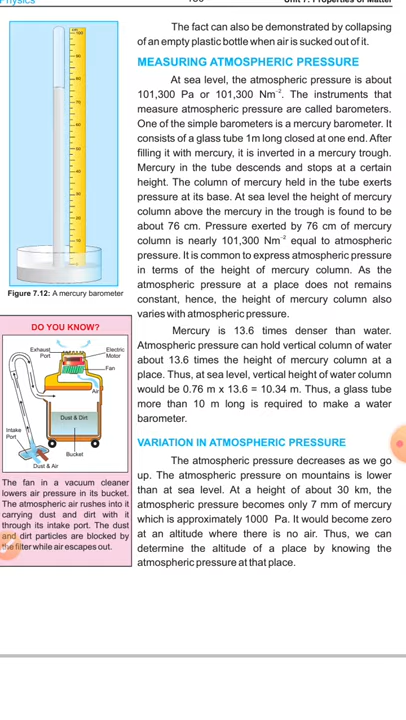 Physics
Unit 7: Properties of Matter
The fact can also be demonstrated by collapsing
of an empty plastic bottle when air is sucked out of it.
MEASURING ATMOSPHERIC PRESSURE
At sea level, the atmospheric pressure is about
101,300 Pa or 101,300 Nm⁻². The instruments that
measure atmospheric pressure are called barometers.
One of the simple barometers is a mercury barometer. It
consists of a glass tube 1m long closed at one end. After
filling it with mercury, it is inverted in a mercury trough.
Mercury in the tube descends and stops at a certain
height. The column of mercury held in the tube exerts
pressure at its base. At sea level the height of mercury
column above the mercury in the trough is found to be
about 76 cm. Pressure exerted by 76 cm of mercury
column is nearly 101,300 Nm⁻² equal to atmospheric
pressure. It is common to express atmospheric pressure
in terms of the height of mercury column. As the
atmospheric pressure at a place does not remains
constant, hence, the height of mercury column also
varies with atmospheric pressure.
Mercury is 13.6 times denser than water.
Atmospheric pressure can hold vertical column of water
about 13.6 times the height of mercury column at a
place. Thus, at sea level, vertical height of water column
would be 0.76 m x 13.6 = 10.34 m. Thus, a glass tube
more than 10 m long is required to make a water
barometer.
VARIATION IN ATMOSPHERIC PRESSURE
The atmospheric pressure decreases as we go
up. The atmospheric pressure on mountains is lower
than at sea level. At a height of about 30 km, the
atmospheric pressure becomes only 7 mm of mercury
which is approximately 1000 Pa. It would become zero
at an altitude where there is no air. Thus, we can
determine the altitude of a place by knowing the
atmospheric pressure at that place.
100
90
80
70
60
50
40
30
20
10
Figure 7.12: A mercury barometer
DO YOU KNOW?
Exhaust
Port
Electric
Motor
Fan
Air
Dust & Dirt
Intake
Port
Bucket
Dust & Air
The fan in a vacuum cleaner
lowers air pressure in its bucket.
The atmospheric air rushes into it
carrying dust and dirt with it
through its intake port. The dust
and dirt particles are blocked by
the filter while air escapes out.